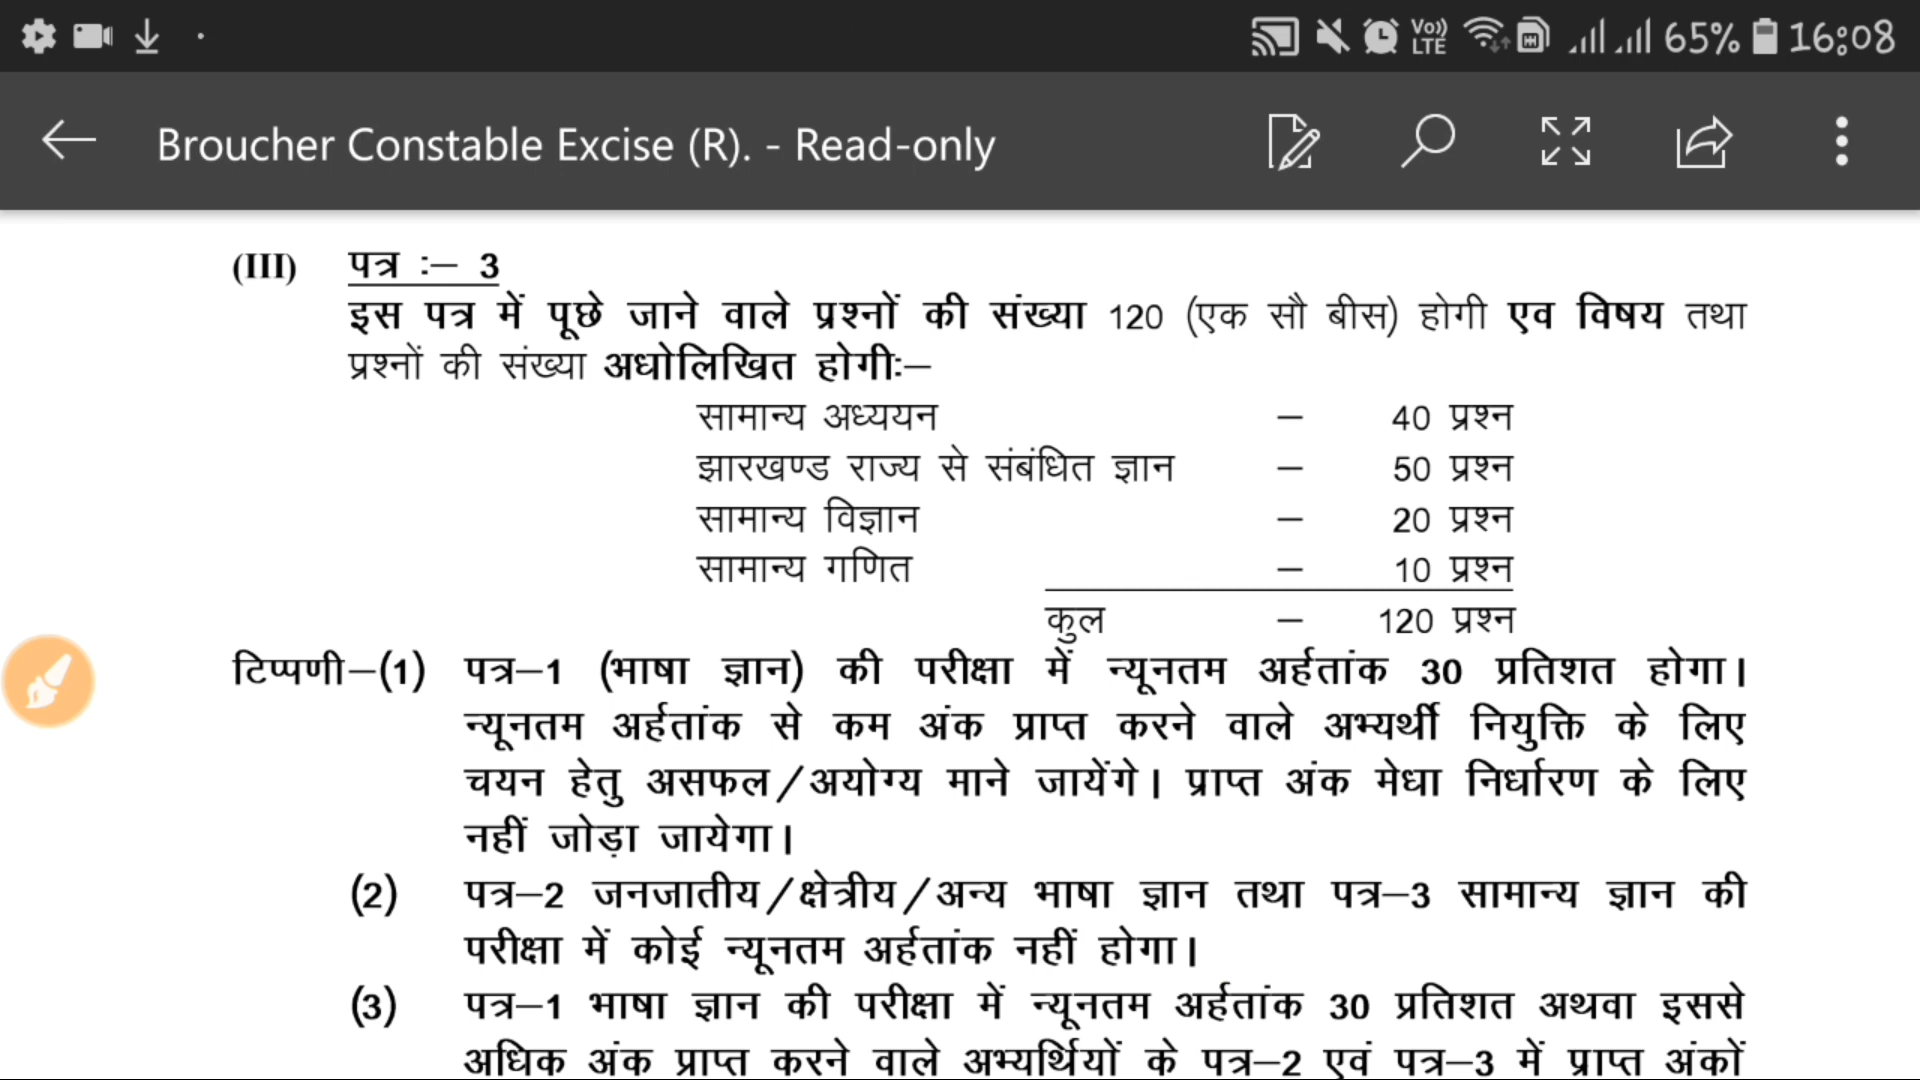 Vo)) LTE 65% 16:08
Broucher Constable Excise (R). - Read-only
(III) पत्र :– 3
इस पत्र में पूछे जाने वाले प्रश्नों की संख्या 120 (एक सौ बीस) होगी एव विषय तथा
प्रश्नों की संख्या अधोलिखित होगी:–
सामान्य अध्ययन – 40 प्रश्न
झारखण्ड राज्य से संबंधित ज्ञान – 50 प्रश्न
सामान्य विज्ञान – 20 प्रश्न
सामान्य गणित – 10 प्रश्न
कुल – 120 प्रश्न
टिप्पणी–(1) पत्र–1 (भाषा ज्ञान) की परीक्षा में न्यूनतम अर्हतांक 30 प्रतिशत होगा।
न्यूनतम अर्हतांक से कम अंक प्राप्त करने वाले अभ्यर्थी नियुक्ति के लिए
चयन हेतु असफल/अयोग्य माने जायेंगे। प्राप्त अंक मेधा निर्धारण के लिए
नहीं जोड़ा जायेगा।
(2) पत्र–2 जनजातीय/क्षेत्रीय/अन्य भाषा ज्ञान तथा पत्र–3 सामान्य ज्ञान की
परीक्षा में कोई न्यूनतम अर्हतांक नहीं होगा।
(3) पत्र–1 भाषा ज्ञान की परीक्षा में न्यूनतम अर्हतांक 30 प्रतिशत अथवा इससे
अधिक अंक प्राप्त करने वाले अभ्यर्थियों के पत्र–2 एवं पत्र–3 में प्राप्त अंकों